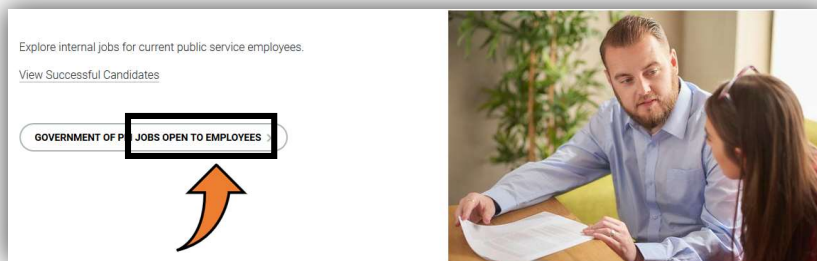 Explore internal jobs for current public service employees.
View Successful Candidates
GOVERNMENT OF JOBS OPEN TO EMPLOYEES >